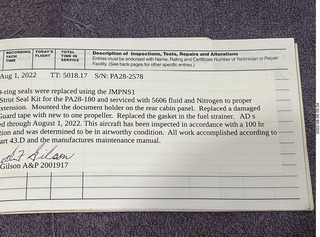 RECORDING TACH TIME
TODAY'S FLIGHT
TOTAL TIME IN SERVICE
Description of Inspections, Tests, Repairs and Alterations
Entries must be endorsed with Name, Rating and Certificate Number of Technician or Repair
Facility. (See back pages for other specific entries.)
Aug 1, 2022 TT: 5018.17 S/N: PA28-2578
-ring seals were replaced using the JMPNS1
Strut Seal Kit for the PA28-180 and serviced with 5606 fluid and Nitrogen to proper
extension. Mounted the document holder on the rear cabin panel. Replaced a damaged
Guard tape with new to one propeller. Replaced the gasket in the fuel strainer. AD s
ed through August 1, 2022. This aircraft has been inspected in accordance with a 100 hr
tion and was determined to be in airworthy condition. All work accomplished according to
art 43.D and the manufactures maintenance manual.
Gilson
Gilson A&P 2001917